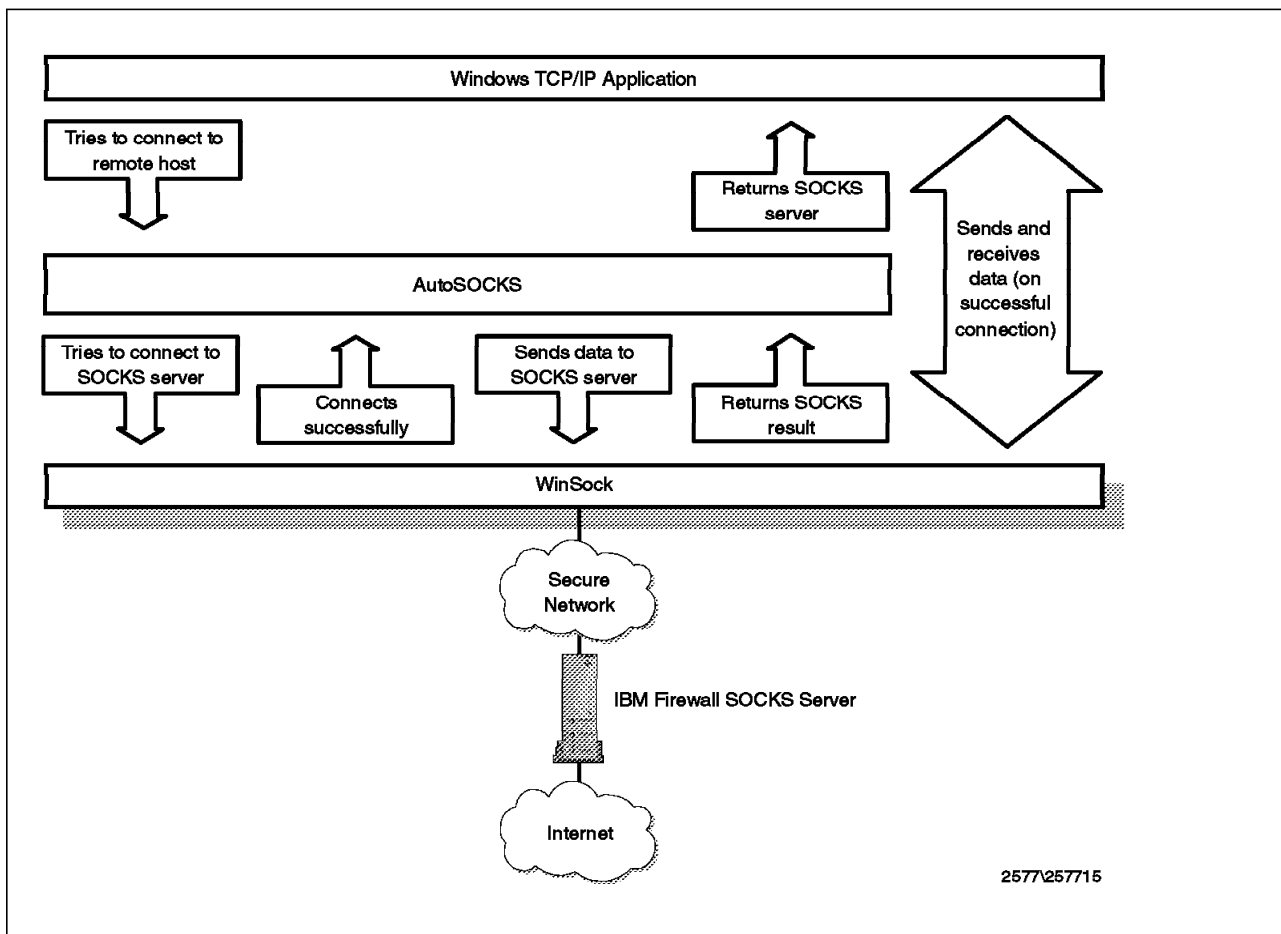 Windows TCP/IP Application
Tries to connect to
remote host
Returns SOCKS
server
Sends and
receives
data (on
successful
connection)
AutoSOCKS
Tries to connect to
SOCKS server
Connects
successfully
Sends data to
SOCKS server
Returns SOCKS
result
WinSock
Secure
Network
IBM Firewall SOCKS Server
Internet
2577\257715